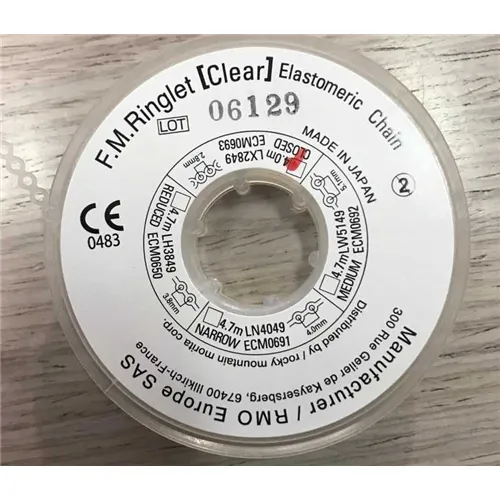 F.M.Ringlet [Clear] Elastomeric Chain
LOT 06129
MADE IN JAPAN
2
CE
0483
4.0m LX2849
CLOSED ECM0693
2.8mm
5.1mm
4.7m LW5149
MEDIUM ECM0692
4.7m LN4049
NARROW ECM0691
4.0mm
4.7m LH3849
REDUCED ECM0650
3.8mm
Distributed by / rocky mountain morita corp.
300 Rue Geiler de Kaysersberg, 67400 Illkirch-France
Manufacturer / RMO Europe SAS